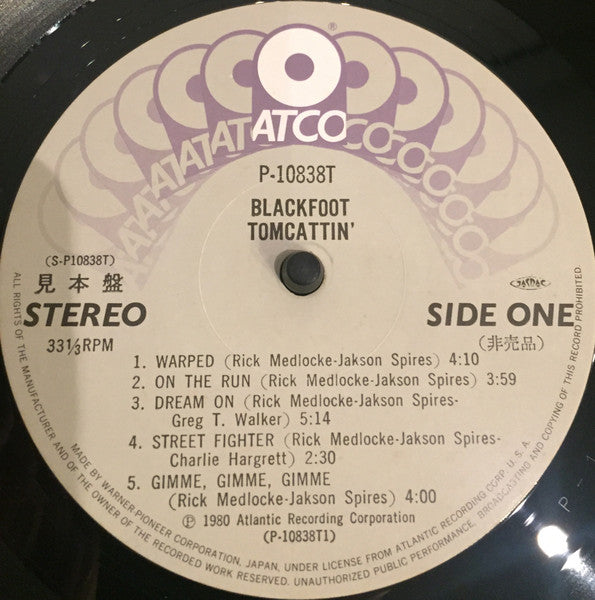 ATCO
P-10838T
BLACKFOOT
TOMCATTIN'
(S-P10838T)
見本盤
STEREO
33⅓RPM
JASRAC
SIDE ONE
(非売品)
1. WARPED (Rick Medlocke-Jakson Spires) 4:10
2. ON THE RUN (Rick Medlocke-Jakson Spires) 3:59
3. DREAM ON (Rick Medlocke-Jakson Spires-
Greg T. Walker) 5:14
4. STREET FIGHTER (Rick Medlocke-Jakson Spires-
Charlie Hargrett) 2:30
5. GIMME, GIMME, GIMME
(Rick Medlocke-Jakson Spires) 4:00
Ⓟ 1980 Atlantic Recording Corporation
(P-10838T1)
ALL RIGHTS OF THE MANUFACTURER AND OF THE OWNER OF THE RECORDED WORK RESERVED. UNAUTHORIZED PUBLIC PERFORMANCE, BROADCASTING AND COPYING OF THIS RECORD PROHIBITED
MADE BY WARNER-PIONEER CORPORATION, JAPAN, UNDER LICENSE FROM ATLANTIC RECORDING CORP. U.S.A.